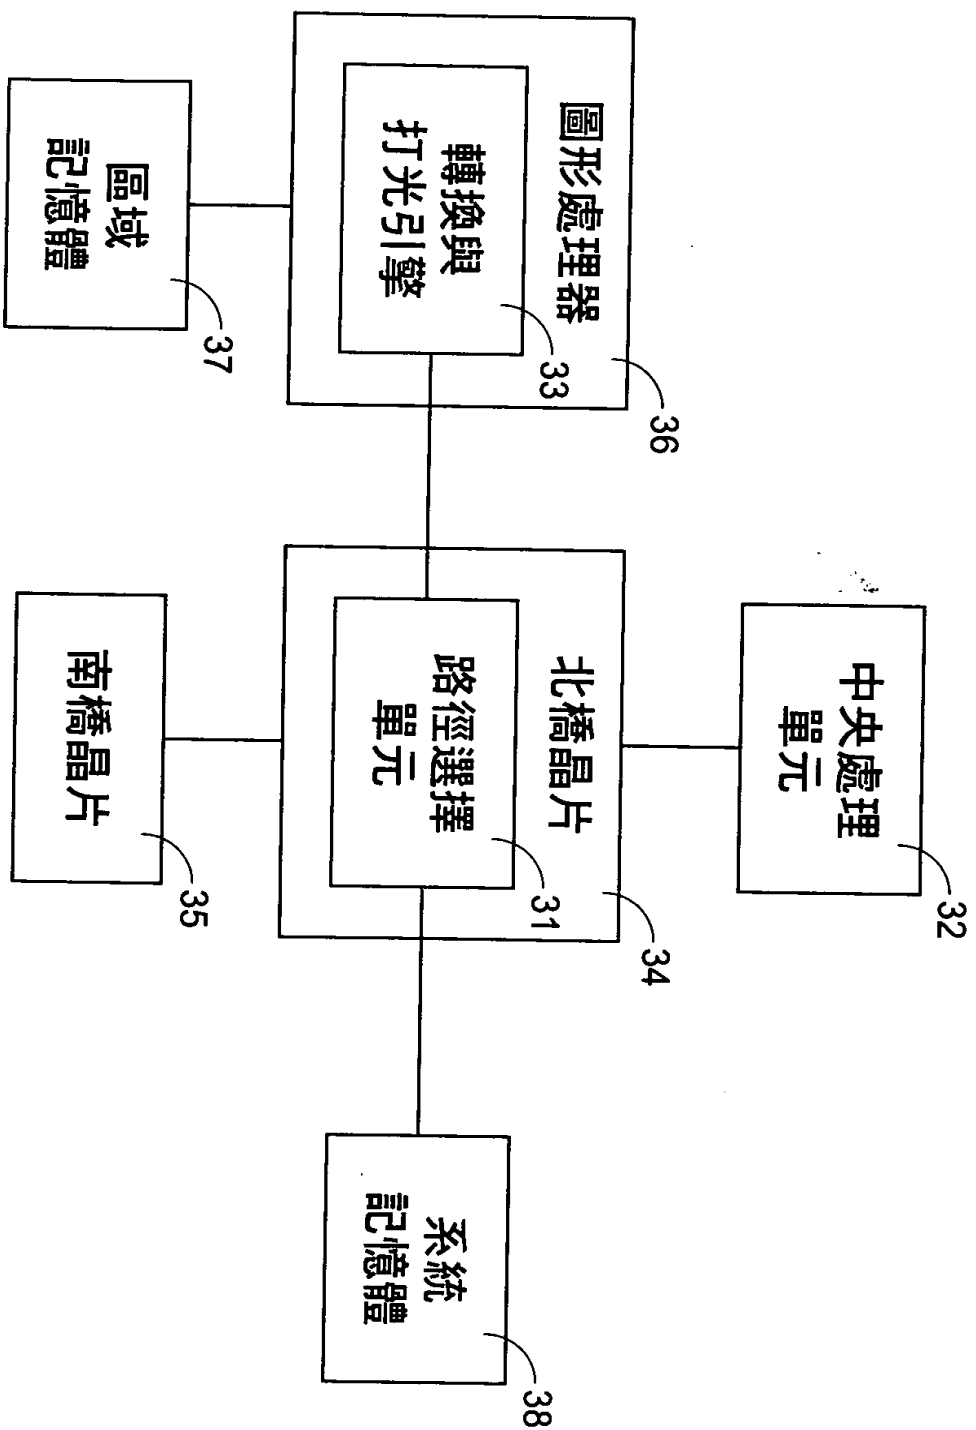 中央處理
單元
32
圖形處理器
轉換與
打光引擎
33
36
北橋晶片
路徑選擇
單元
31
34
系統
記憶體
38
區域
記憶體
37
南橋晶片
35